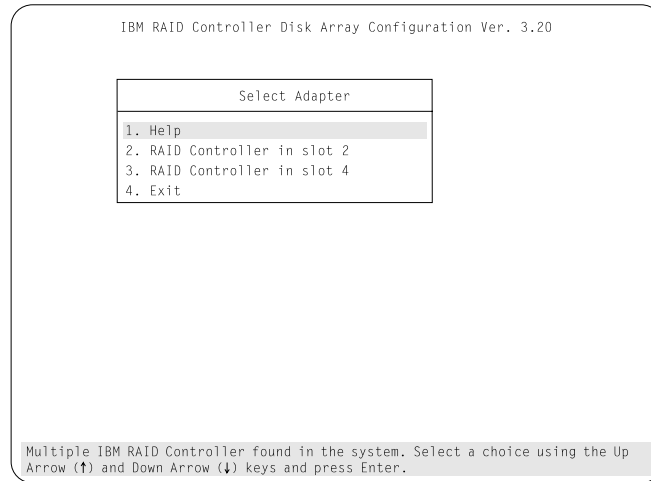 IBM RAID Controller Disk Array Configuration Ver. 3.20
Select Adapter
1. Help
2. RAID Controller in slot 2
3. RAID Controller in slot 4
4. Exit
Multiple IBM RAID Controller found in the system. Select a choice using the Up
Arrow (↑) and Down Arrow (↓) keys and press Enter.